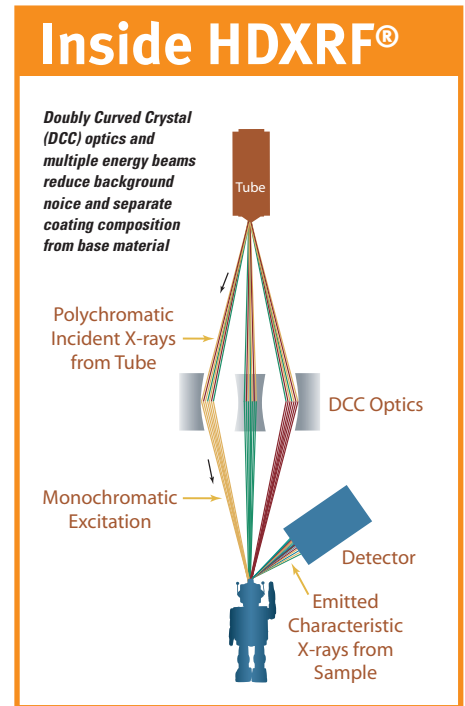 Inside HDXRF®
Doubly Curved Crystal
(DCC) optics and
multiple energy beams
reduce background
noice and separate
coating composition
from base material
Tube
Polychromatic
Incident X-rays
from Tube
DCC Optics
Monochromatic
Excitation
Detector
Emitted
Characteristic
X-rays from
Sample